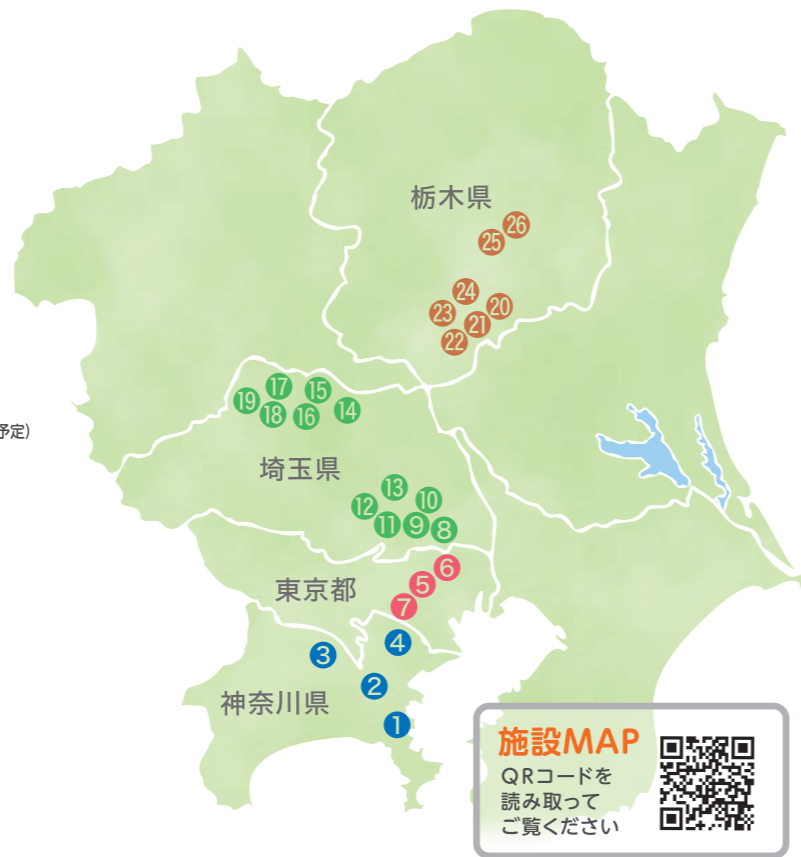 栃木県
㉖
㉕
㉔
㉓
⑳
㉑
㉒
⑰
⑮
⑲
⑱
⑯
⑭
予定)
埼玉県
⑬
⑫
⑩
⑪
⑨
⑧
⑥
東京都
⑤
⑦
④
③
②
神奈川県
①
施設MAP
QRコードを
読み取って
ご覧ください